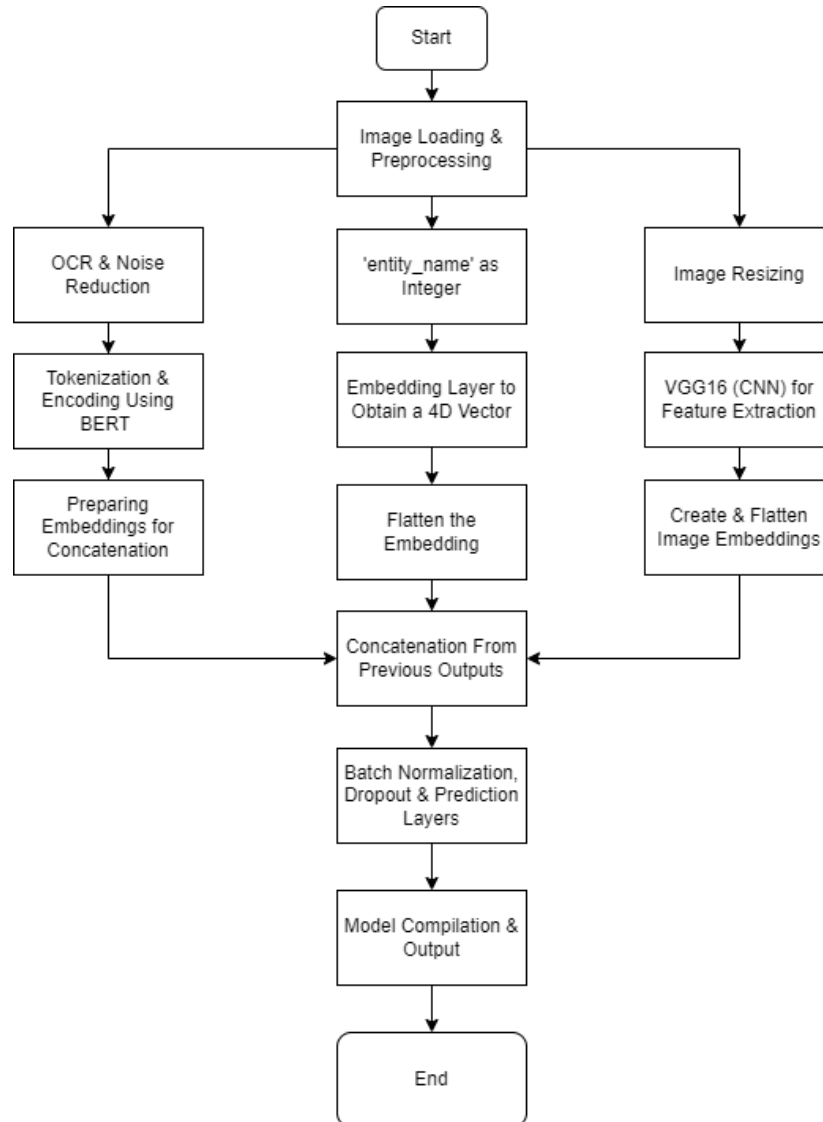 Start
Image Loading &
Preprocessing
OCR & Noise
Reduction
'entity_name' as
Integer
Image Resizing
Tokenization &
Encoding Using
BERT
Embedding Layer to
Obtain a 4D Vector
VGG16 (CNN) for
Feature Extraction
Preparing
Embeddings for
Concatenation
Flatten the
Embedding
Create & Flatten
Image Embeddings
Concatenation From
Previous Outputs
Batch Normalization,
Dropout & Prediction
Layers
Model Compilation &
Output
End